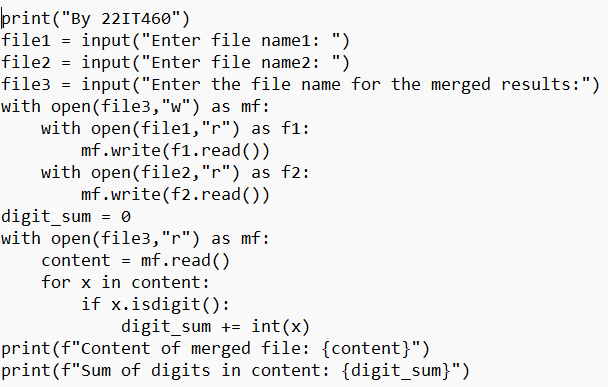 print("By 22IT460")
file1 = input("Enter file name1: ")
file2 = input("Enter file name2: ")
file3 = input("Enter the file name for the merged results:")
with open(file3,"w") as mf:
    with open(file1,"r") as f1:
        mf.write(f1.read())
    with open(file2,"r") as f2:
        mf.write(f2.read())
digit_sum = 0
with open(file3,"r") as mf:
    content = mf.read()
    for x in content:
        if x.isdigit():
            digit_sum += int(x)
print(f"Content of merged file: {content}")
print(f"Sum of digits in content: {digit_sum}")